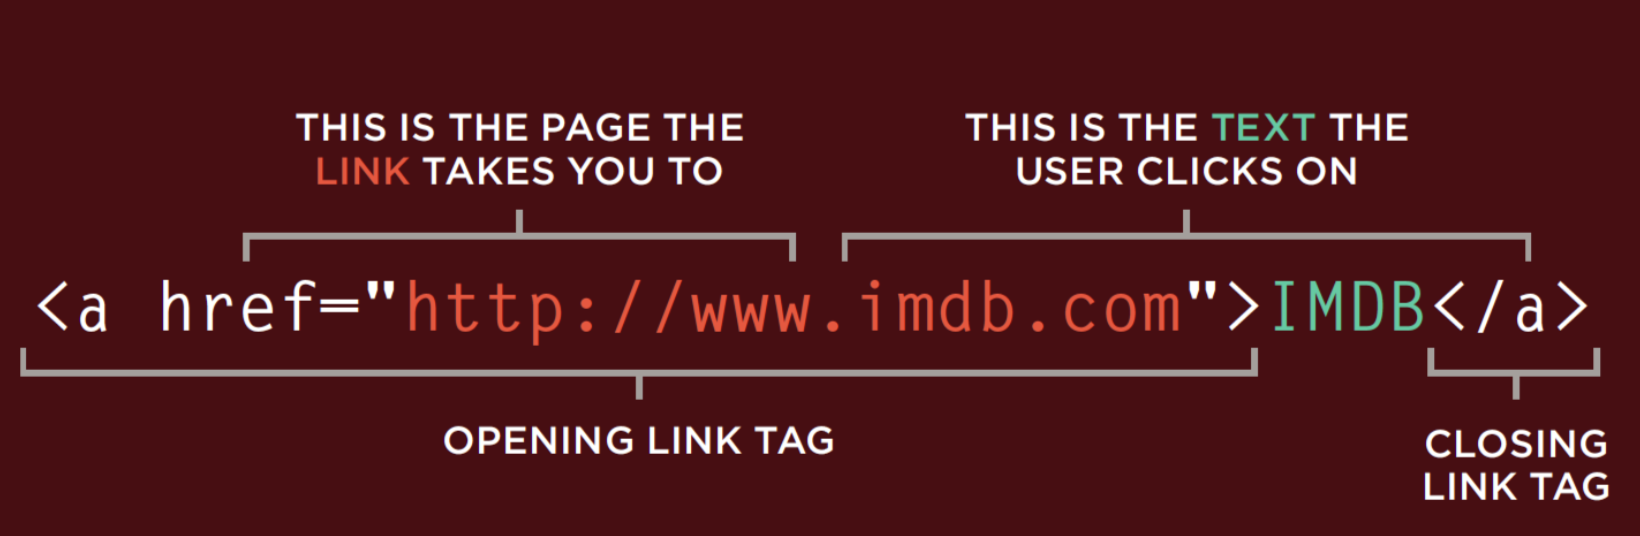 THIS IS THE PAGE THE
LINK TAKES YOU TO
THIS IS THE TEXT THE
USER CLICKS ON
<a href="http://www.imdb.com">IMDB</a>
OPENING LINK TAG
CLOSING
LINK TAG